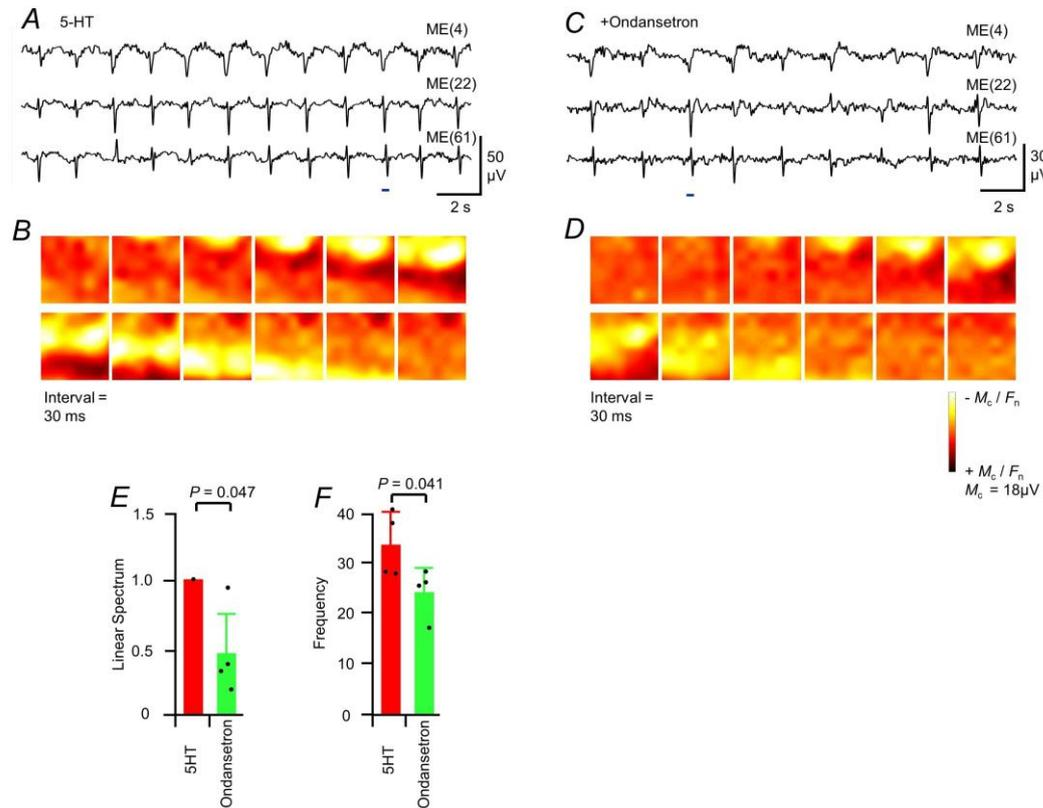 A 5-HT
ME(4)
ME(22)
ME(61)
50
µV
2 s
C +Ondansetron
ME(4)
ME(22)
ME(61)
30
µV
2 s
B
Interval =
30 ms
D
Interval =
30 ms
- Mc / Fn
+ Mc / Fn
Mc = 18µV
E
P = 0.047
1.5
1.0
0.5
0
Linear Spectrum
5HT
Ondansetron
F
P = 0.041
40
30
20
10
0
Frequency
5HT
Ondansetron